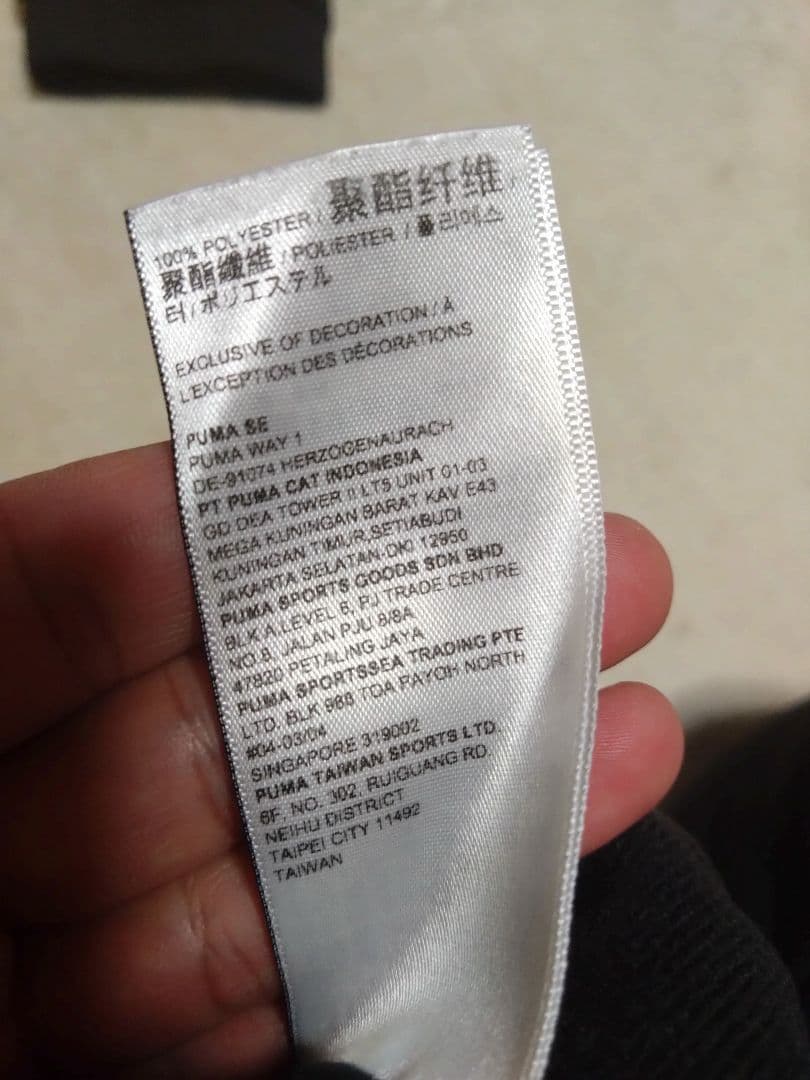 100% POLYESTER / 聚酯纤维 /
聚酯纖維 / POLIESTER / 폴리에스
터 / ポリエステル
EXCLUSIVE OF DECORATION / À
L'EXCEPTION DES DÉCORATIONS
PUMA SE
PUMA WAY 1
DE-91074 HERZOGENAURACH
PT PUMA CAT INDONESIA
GD DEA TOWER II LT5 UNIT 01-03
MEGA KUNINGAN BARAT KAV E43
KUNINGAN TIMUR,SETIABUDI
JAKARTA SELATAN-DKI 12950
PUMA SPORTS GOODS SDN BHD
BLK A,LEVEL 6, PJ TRADE CENTRE
NO.8, JALAN PJU 8/8A
47820 PETALING JAYA
PUMA SPORTSSEA TRADING PTE
LTD. BLK 988 TOA PAYOH NORTH
#04-03/04
SINGAPORE 319002
PUMA TAIWAN SPORTS LTD.
6F, NO. 302, RUIGUANG RD.
NEIHU DISTRICT
TAIPEI CITY 11492
TAIWAN